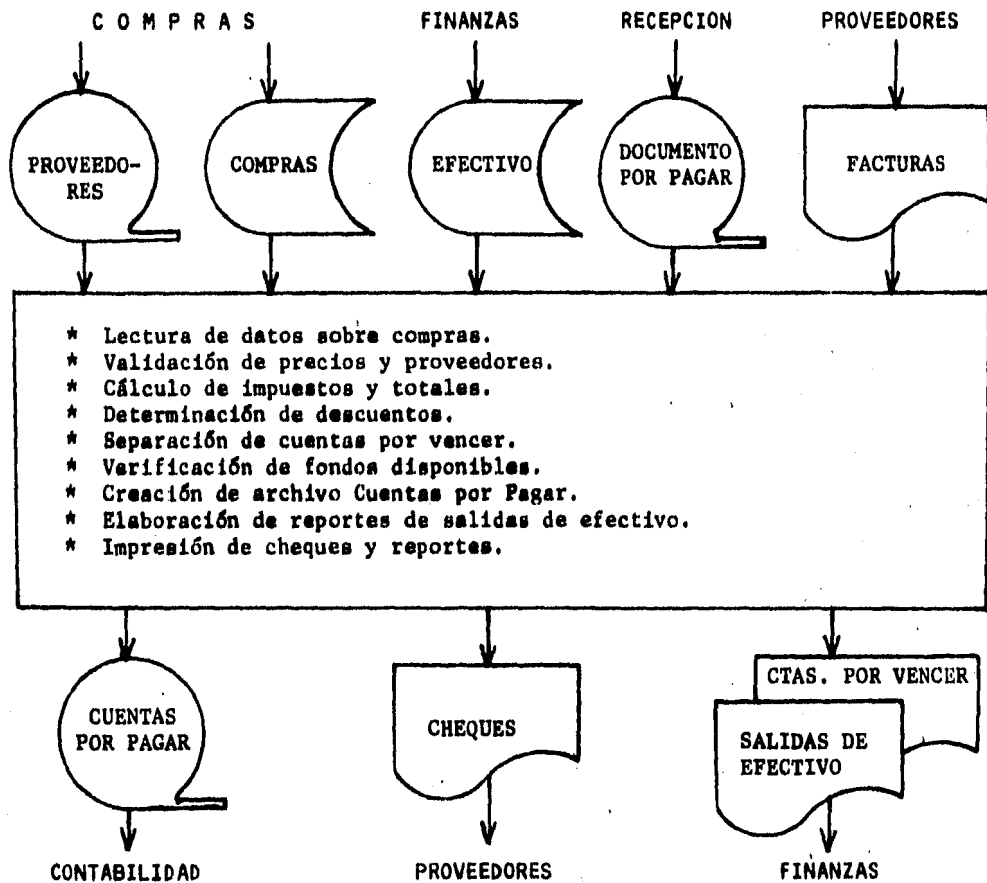 C O M P R A S
FINANZAS
RECEPCION
PROVEEDORES
PROVEEDO-
RES
COMPRAS
EFECTIVO
DOCUMENTO
POR PAGAR
FACTURAS
* Lectura de datos sobre compras.
* Validación de precios y proveedores.
* Cálculo de impuestos y totales.
* Determinación de descuentos.
* Separación de cuentas por vencer.
* Verificación de fondos disponibles.
* Creación de archivo Cuentas por Pagar.
* Elaboración de reportes de salidas de efectivo.
* Impresión de cheques y reportes.
CUENTAS
POR PAGAR
CHEQUES
CTAS. POR VENCER
SALIDAS DE
EFECTIVO
CONTABILIDAD
PROVEEDORES
FINANZAS